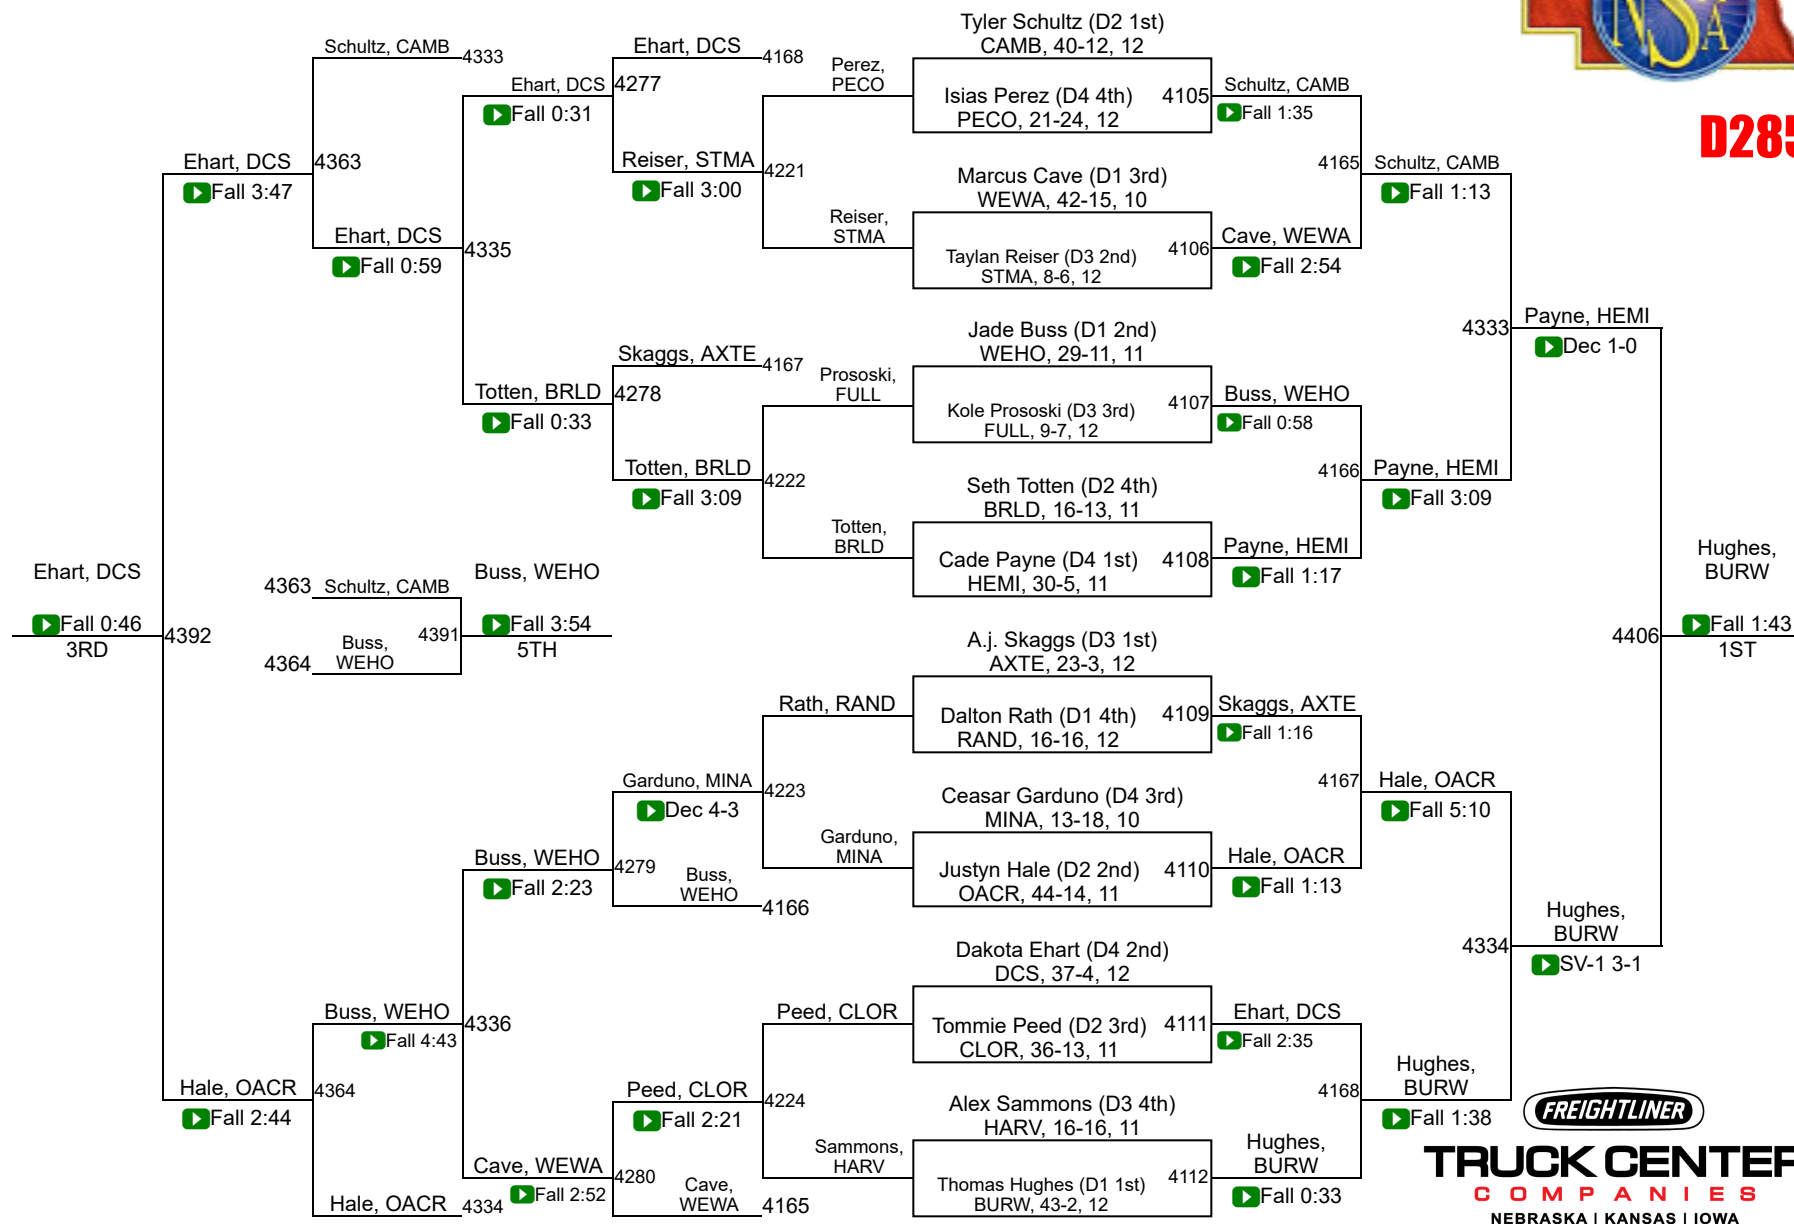 Schultz, CAMB
4333
Ehart, DCS
Fall 0:31
Ehart, DCS
4168
4277
Reiser, STMA
Fall 3:00
4221
Perez,
PECO
Reiser,
STMA
Tyler Schultz (D2 1st)
CAMB, 40-12, 12
Isias Perez (D4 4th)
PECO, 21-24, 12
4105
Schultz, CAMB
Fall 1:35
Marcus Cave (D1 3rd)
WEWA, 42-15, 10
Taylan Reiser (D3 2nd)
STMA, 8-6, 12
4106
Cave, WEWA
Fall 2:54
4165
Schultz, CAMB
Fall 1:13
NSA
D285
Ehart, DCS
Fall 3:47
4363
Ehart, DCS
Fall 0:59
4335
Totten, BRLD
Fall 0:33
Skaggs, AXTE
4167
4278
Totten, BRLD
Fall 3:09
4222
Prososki,
FULL
Totten,
BRLD
Jade Buss (D1 2nd)
WEHO, 29-11, 11
Kole Prososki (D3 3rd)
FULL, 9-7, 12
4107
Buss, WEHO
Fall 0:58
Seth Totten (D2 4th)
BRLD, 16-13, 11
Cade Payne (D4 1st)
HEMI, 30-5, 11
4108
Payne, HEMI
Fall 1:17
4166
Payne, HEMI
Fall 3:09
4333
Payne, HEMI
Dec 1-0
Ehart, DCS
Fall 0:46
3RD
4392
4363
Schultz, CAMB
4364
Buss,
WEHO
4391
Buss, WEHO
Fall 3:54
5TH
4406
Hughes,
BURW
Fall 1:43
1ST
Rath, RAND
Garduno, MINA
Dec 4-3
4223
Garduno,
MINA
A.j. Skaggs (D3 1st)
AXTE, 23-3, 12
Dalton Rath (D1 4th)
RAND, 16-16, 12
4109
Skaggs, AXTE
Fall 1:16
Ceasar Garduno (D4 3rd)
MINA, 13-18, 10
Justyn Hale (D2 2nd)
OACR, 44-14, 11
4110
Hale, OACR
Fall 1:13
4167
Hale, OACR
Fall 5:10
Buss, WEHO
Fall 2:23
4279
Buss,
WEHO
4166
Buss, WEHO
Fall 4:43
4336
Hale, OACR
Fall 2:44
4364
Hale, OACR
4334
Cave, WEWA
Fall 2:52
4280
Peed, CLOR
Fall 2:21
4224
Cave,
WEWA
4165
Peed, CLOR
Sammons,
HARV
Dakota Ehart (D4 2nd)
DCS, 37-4, 12
Tommie Peed (D2 3rd)
CLOR, 36-13, 11
4111
Ehart, DCS
Fall 2:35
Alex Sammons (D3 4th)
HARV, 16-16, 11
Thomas Hughes (D1 1st)
BURW, 43-2, 12
4112
Hughes,
BURW
Fall 0:33
4168
Hughes,
BURW
Fall 1:38
4334
Hughes,
BURW
SV-1 3-1
FREIGHTLINER
TRUCK CENTER
COMPANIES
NEBRASKA | KANSAS | IOWA